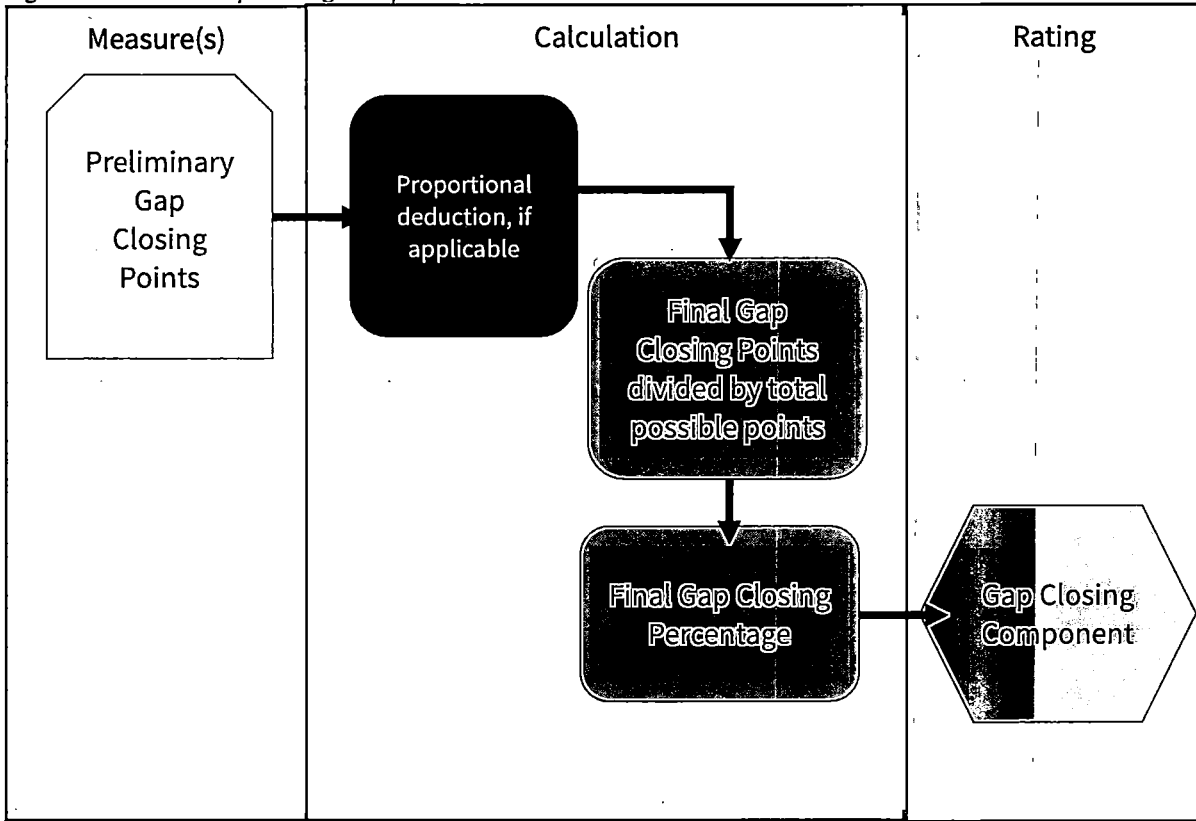 Measure(s)
Calculation
Rating
Preliminary
Gap
Closing
Points
Proportional
deduction, if
applicable
Final Gap
Closing Points
divided by total
possible points
Final Gap Closing
Percentage
Gap Closing
Component